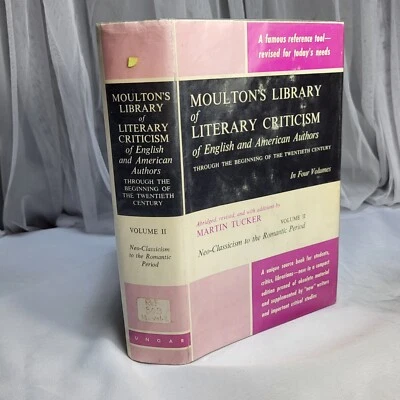 MOULTON'S
LIBRARY
of
LITERARY
CRITICISM
of English
and American
Authors
THROUGH THE
BEGINNING OF
THE TWENTIETH
CENTURY
VOLUME II
Neo-Classicism
to the Romantic
Period
UNGAR
A famous reference tool—
revised for today's needs
MOULTON'S LIBRARY
of
LITERARY CRITICISM
of English and American Authors
THROUGH THE BEGINNING OF THE TWENTIETH CENTURY
In Four Volumes
Abridged, revised, and with additions by
MARTIN TUCKER
VOLUME II
Neo-Classicism to the Romantic Period
A unique source book for students,
critics, librarians—now in a compact
edition pruned of obsolete material
and supplemented by "new" writers
and important critical studies